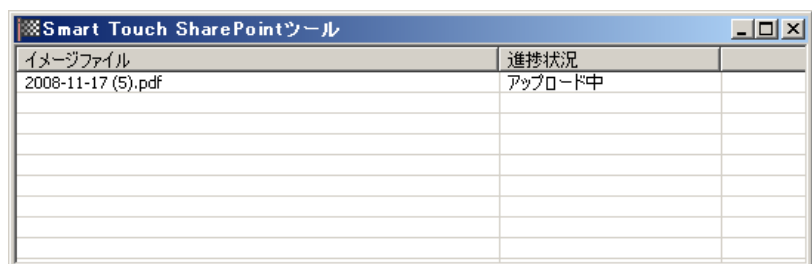 Smart Touch SharePointツール
イメージファイル 進捗状況
2008-11-17 (5).pdf アップロード中